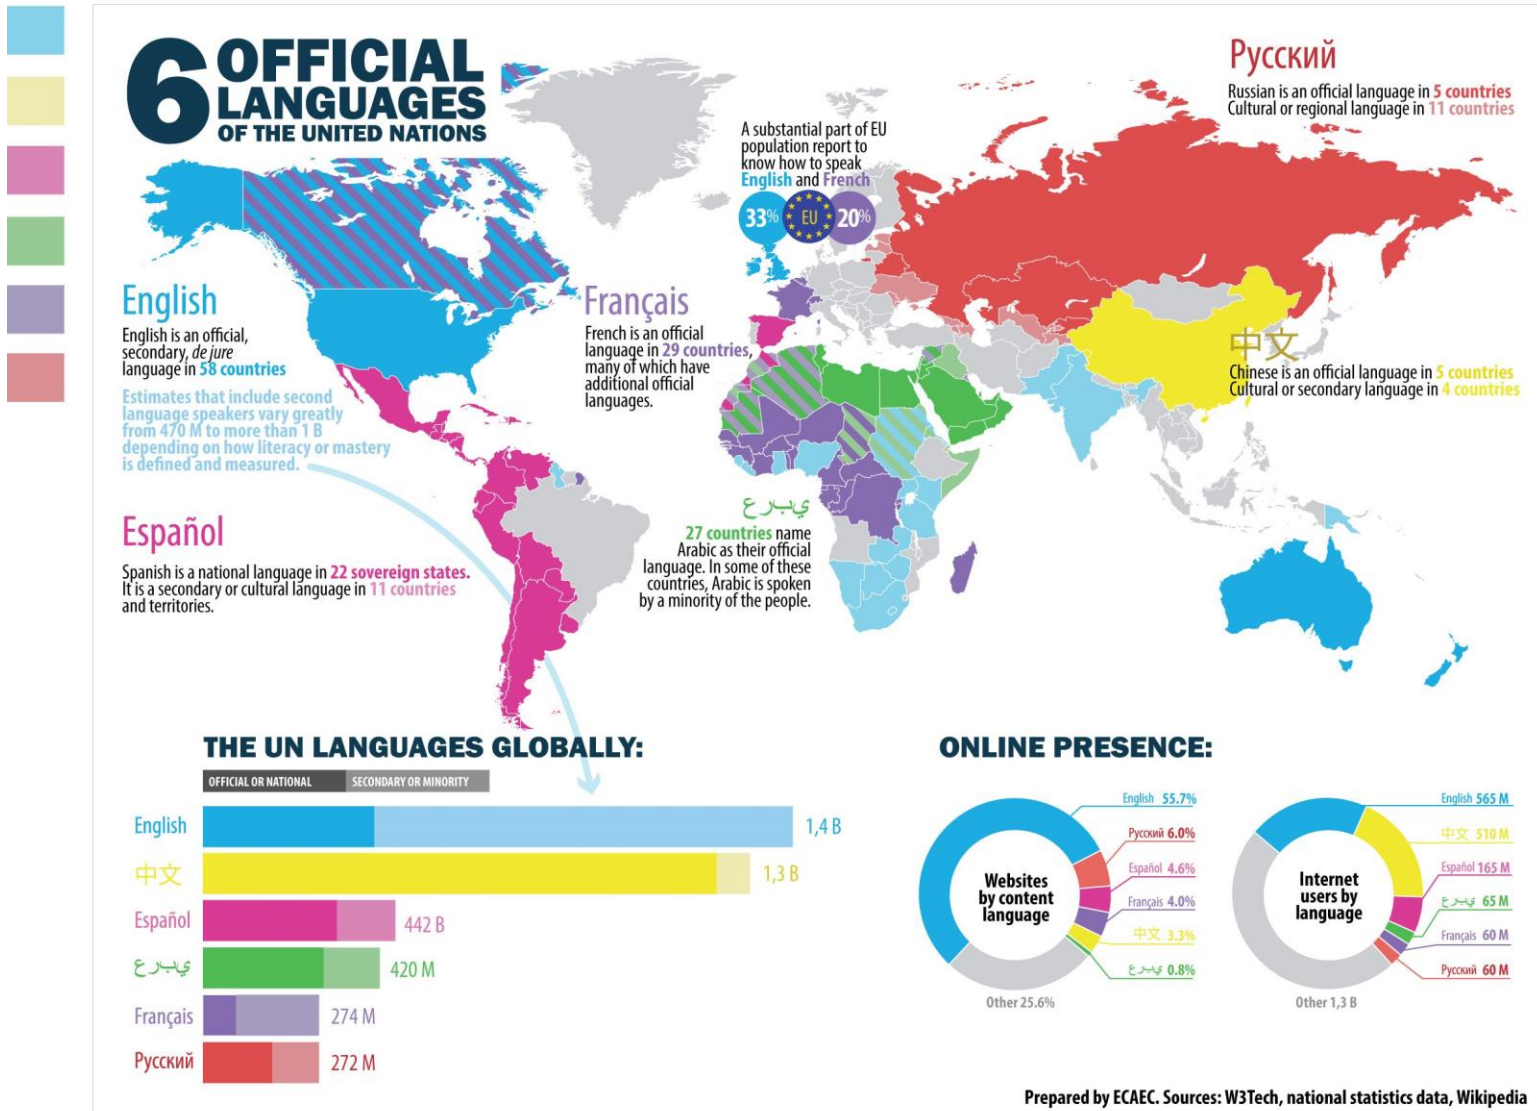 6 OFFICIAL
LANGUAGES
OF THE UNITED NATIONS
Русский
Russian is an official language in 5 countries
Cultural or regional language in 11 countries
A substantial part of EU
population report to
know how to speak
English and French
33% EU 20%
English
English is an official,
secondary, de jure
language in 58 countries
Estimates that include second
language speakers vary greatly
from 470 M to more than 1 B
depending on how literacy or mastery
is defined and measured.
Français
French is an official
language in 29 countries,
many of which have
additional official
languages.
中文
Chinese is an official language in 5 countries
Cultural or secondary language in 4 countries
Español
Spanish is a national language in 22 sovereign states.
It is a secondary or cultural language in 11 countries
and territories.
يبرع
27 countries name
Arabic as their official
language. In some of these
countries, Arabic is spoken
by a minority of the people.
THE UN LANGUAGES GLOBALLY:
OFFICIAL OR NATIONAL SECONDARY OR MINORITY
English 1,4 B
中文 1,3 B
Español 442 B
يبرع 420 M
Français 274 M
Русский 272 M
ONLINE PRESENCE:
Websites
by content
language
English 55.7%
Русский 6.0%
Español 4.6%
Français 4.0%
中文 3.3%
يبرع 0.8%
Other 25.6%
Internet
users by
language
English 565 M
中文 510 M
Español 165 M
يبرع 65 M
Français 60 M
Русский 60 M
Other 1,3 B
Prepared by ECAEC. Sources: W3Tech, national statistics data, Wikipedia